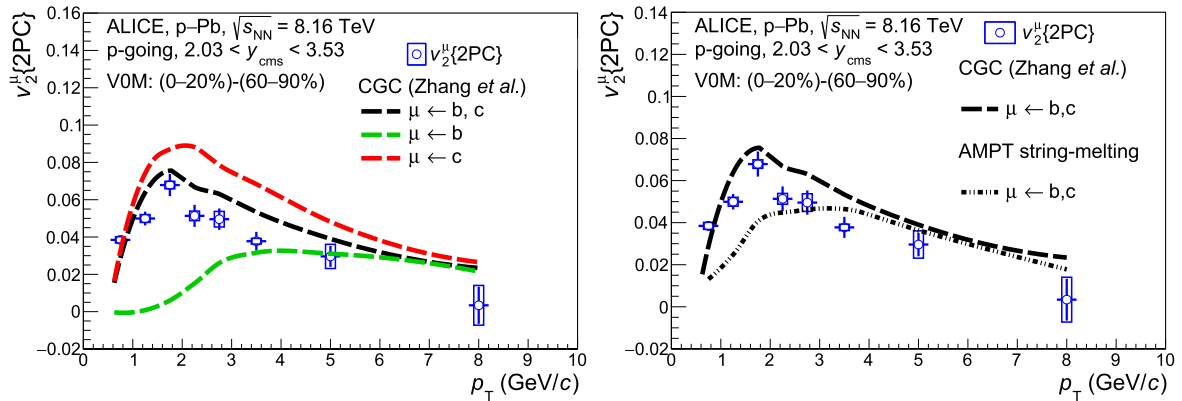 ALICE, p–Pb, √sNN = 8.16 TeV
p-going, 2.03 < ycms < 3.53
V0M: (0–20%)-(60–90%)
v2μ{2PC}
CGC (Zhang et al.)
μ ← b, c
μ ← b
μ ← c
v2μ{2PC}
0.16
0.14
0.12
0.1
0.08
0.06
0.04
0.02
0
−0.02
0 1 2 3 4 5 6 7 8 9 10
pT (GeV/c)
ALICE, p–Pb, √sNN = 8.16 TeV
p-going, 2.03 < ycms < 3.53
V0M: (0–20%)-(60–90%)
v2μ{2PC}
CGC (Zhang et al.)
μ ← b,c
AMPT string-melting
μ ← b,c
v2μ{2PC}
0.14
0.12
0.1
0.08
0.06
0.04
0.02
0
−0.02
0 1 2 3 4 5 6 7 8 9 10
pT (GeV/c)